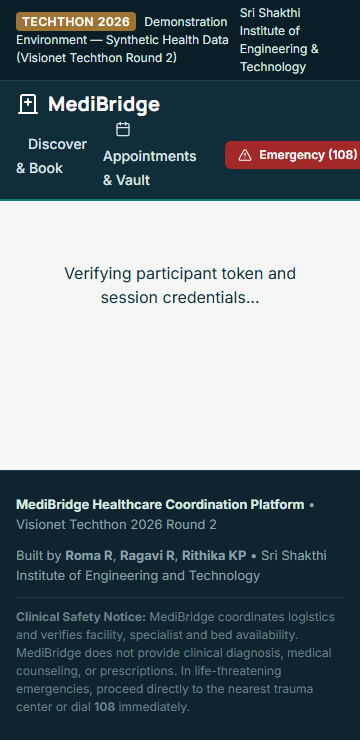 TECHTHON 2026 Demonstration
Environment — Synthetic Health Data
(Visionet Techthon Round 2)
Sri Shakthi
Institute of
Engineering &
Technology
MediBridge
Discover
& Book
Appointments
& Vault
Emergency (108)
Verifying participant token and
session credentials...
MediBridge Healthcare Coordination Platform •
Visionet Techthon 2026 Round 2
Built by Roma R, Ragavi R, Rithika KP • Sri Shakthi
Institute of Engineering and Technology
Clinical Safety Notice: MediBridge coordinates logistics
and verifies facility, specialist and bed availability.
MediBridge does not provide clinical diagnosis, medical
counseling, or prescriptions. In life-threatening
emergencies, proceed directly to the nearest trauma
center or dial 108 immediately.